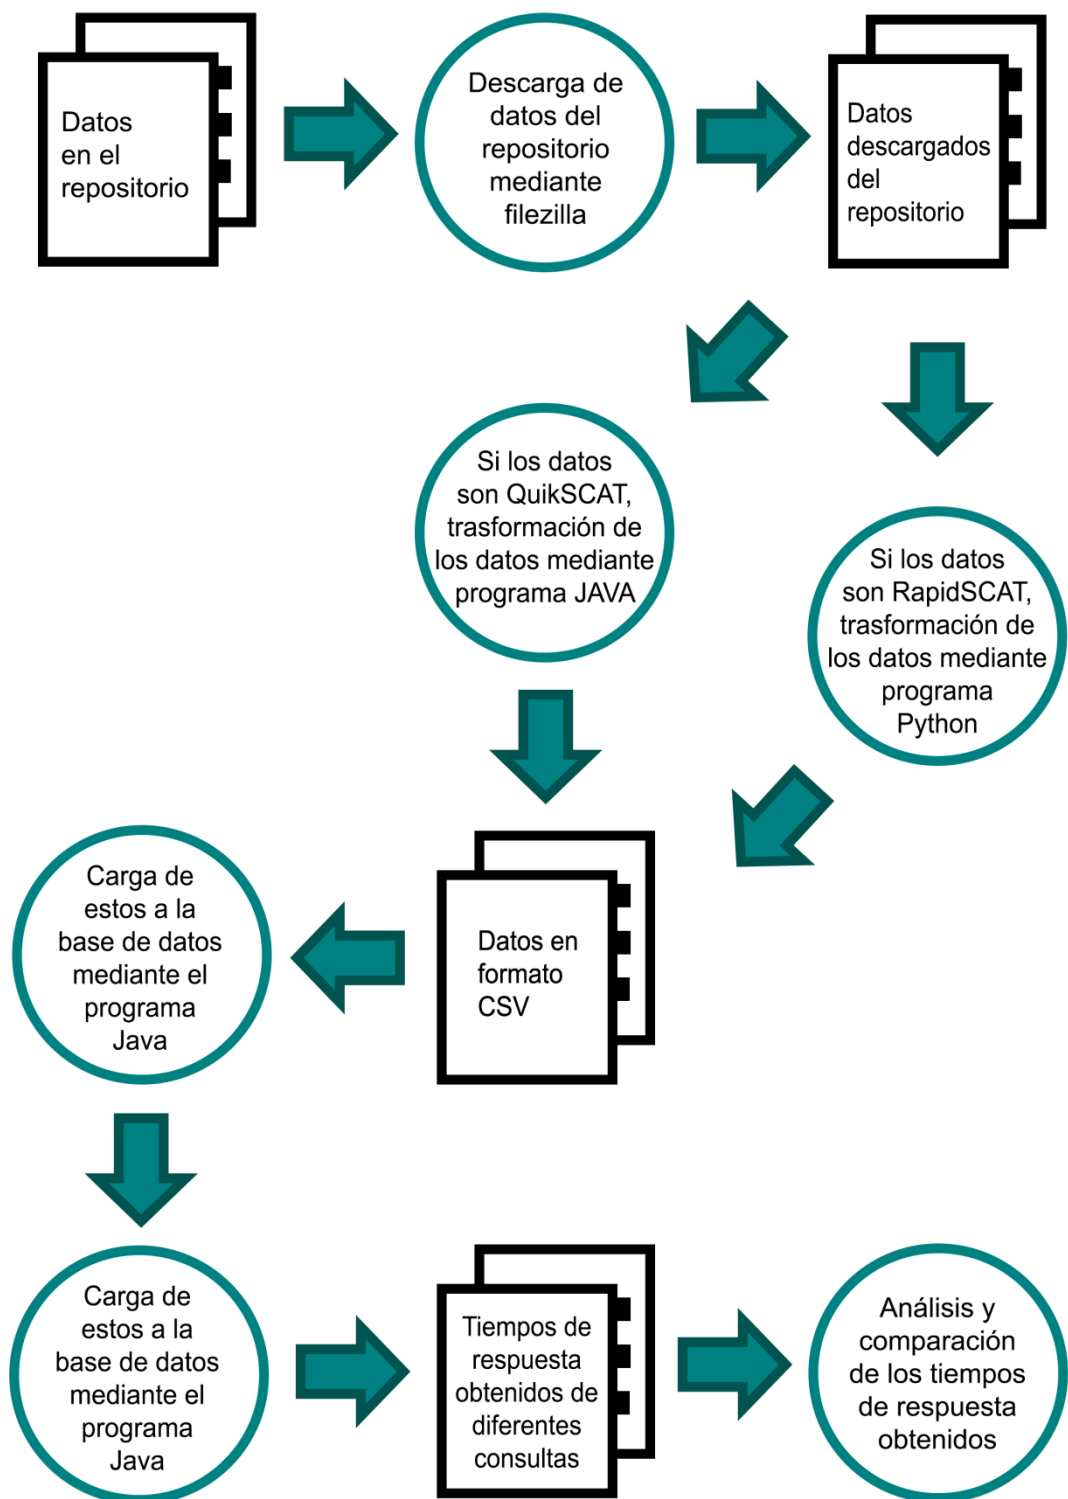 Datos
en el
repositorio
Descarga de
datos del
repositorio
mediante
filezilla
Datos
descargados
del
repositorio
Si los datos
son QuikSCAT,
trasformación de
los datos mediante
programa JAVA
Si los datos
son RapidSCAT,
trasformación de
los datos mediante
programa
Python
Datos en
formato
CSV
Carga de
estos a la
base de datos
mediante el
programa
Java
Carga de
estos a la
base de datos
mediante el
programa
Java
Tiempos de
respuesta
obtenidos de
diferentes
consultas
Análisis y
comparación
de los tiempos
de respuesta
obtenidos